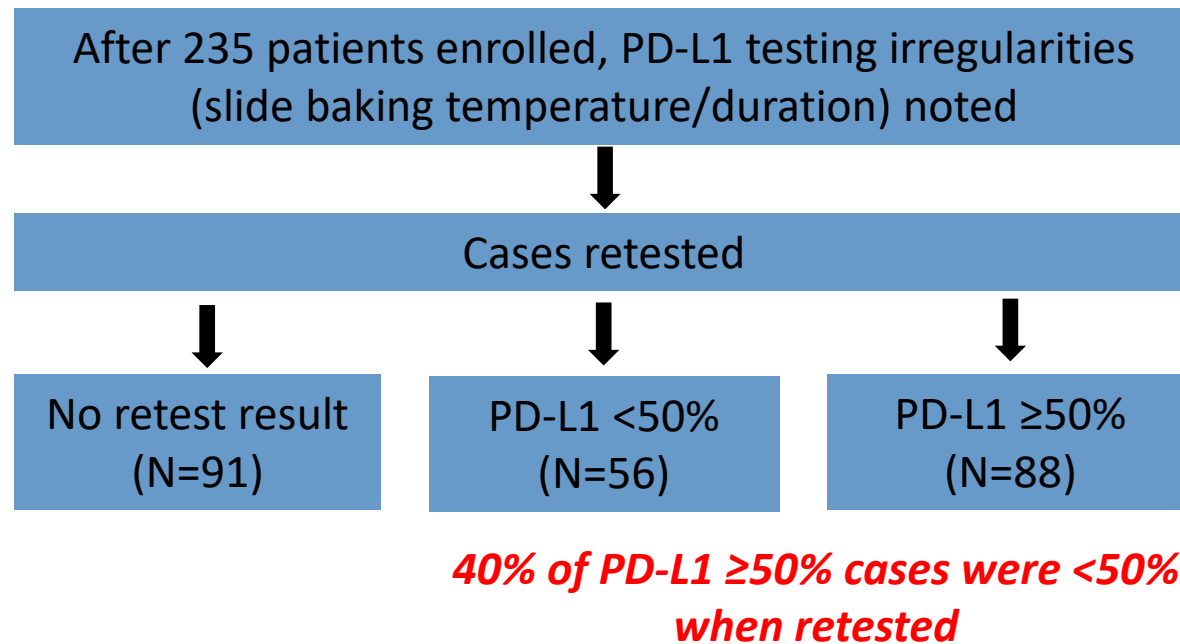 After 235 patients enrolled, PD-L1 testing irregularities
(slide baking temperature/duration) noted
Cases retested
No retest result
(N=91)
PD-L1 <50%
(N=56)
PD-L1 ≥50%
(N=88)
40% of PD-L1 ≥50% cases were <50%
when retested